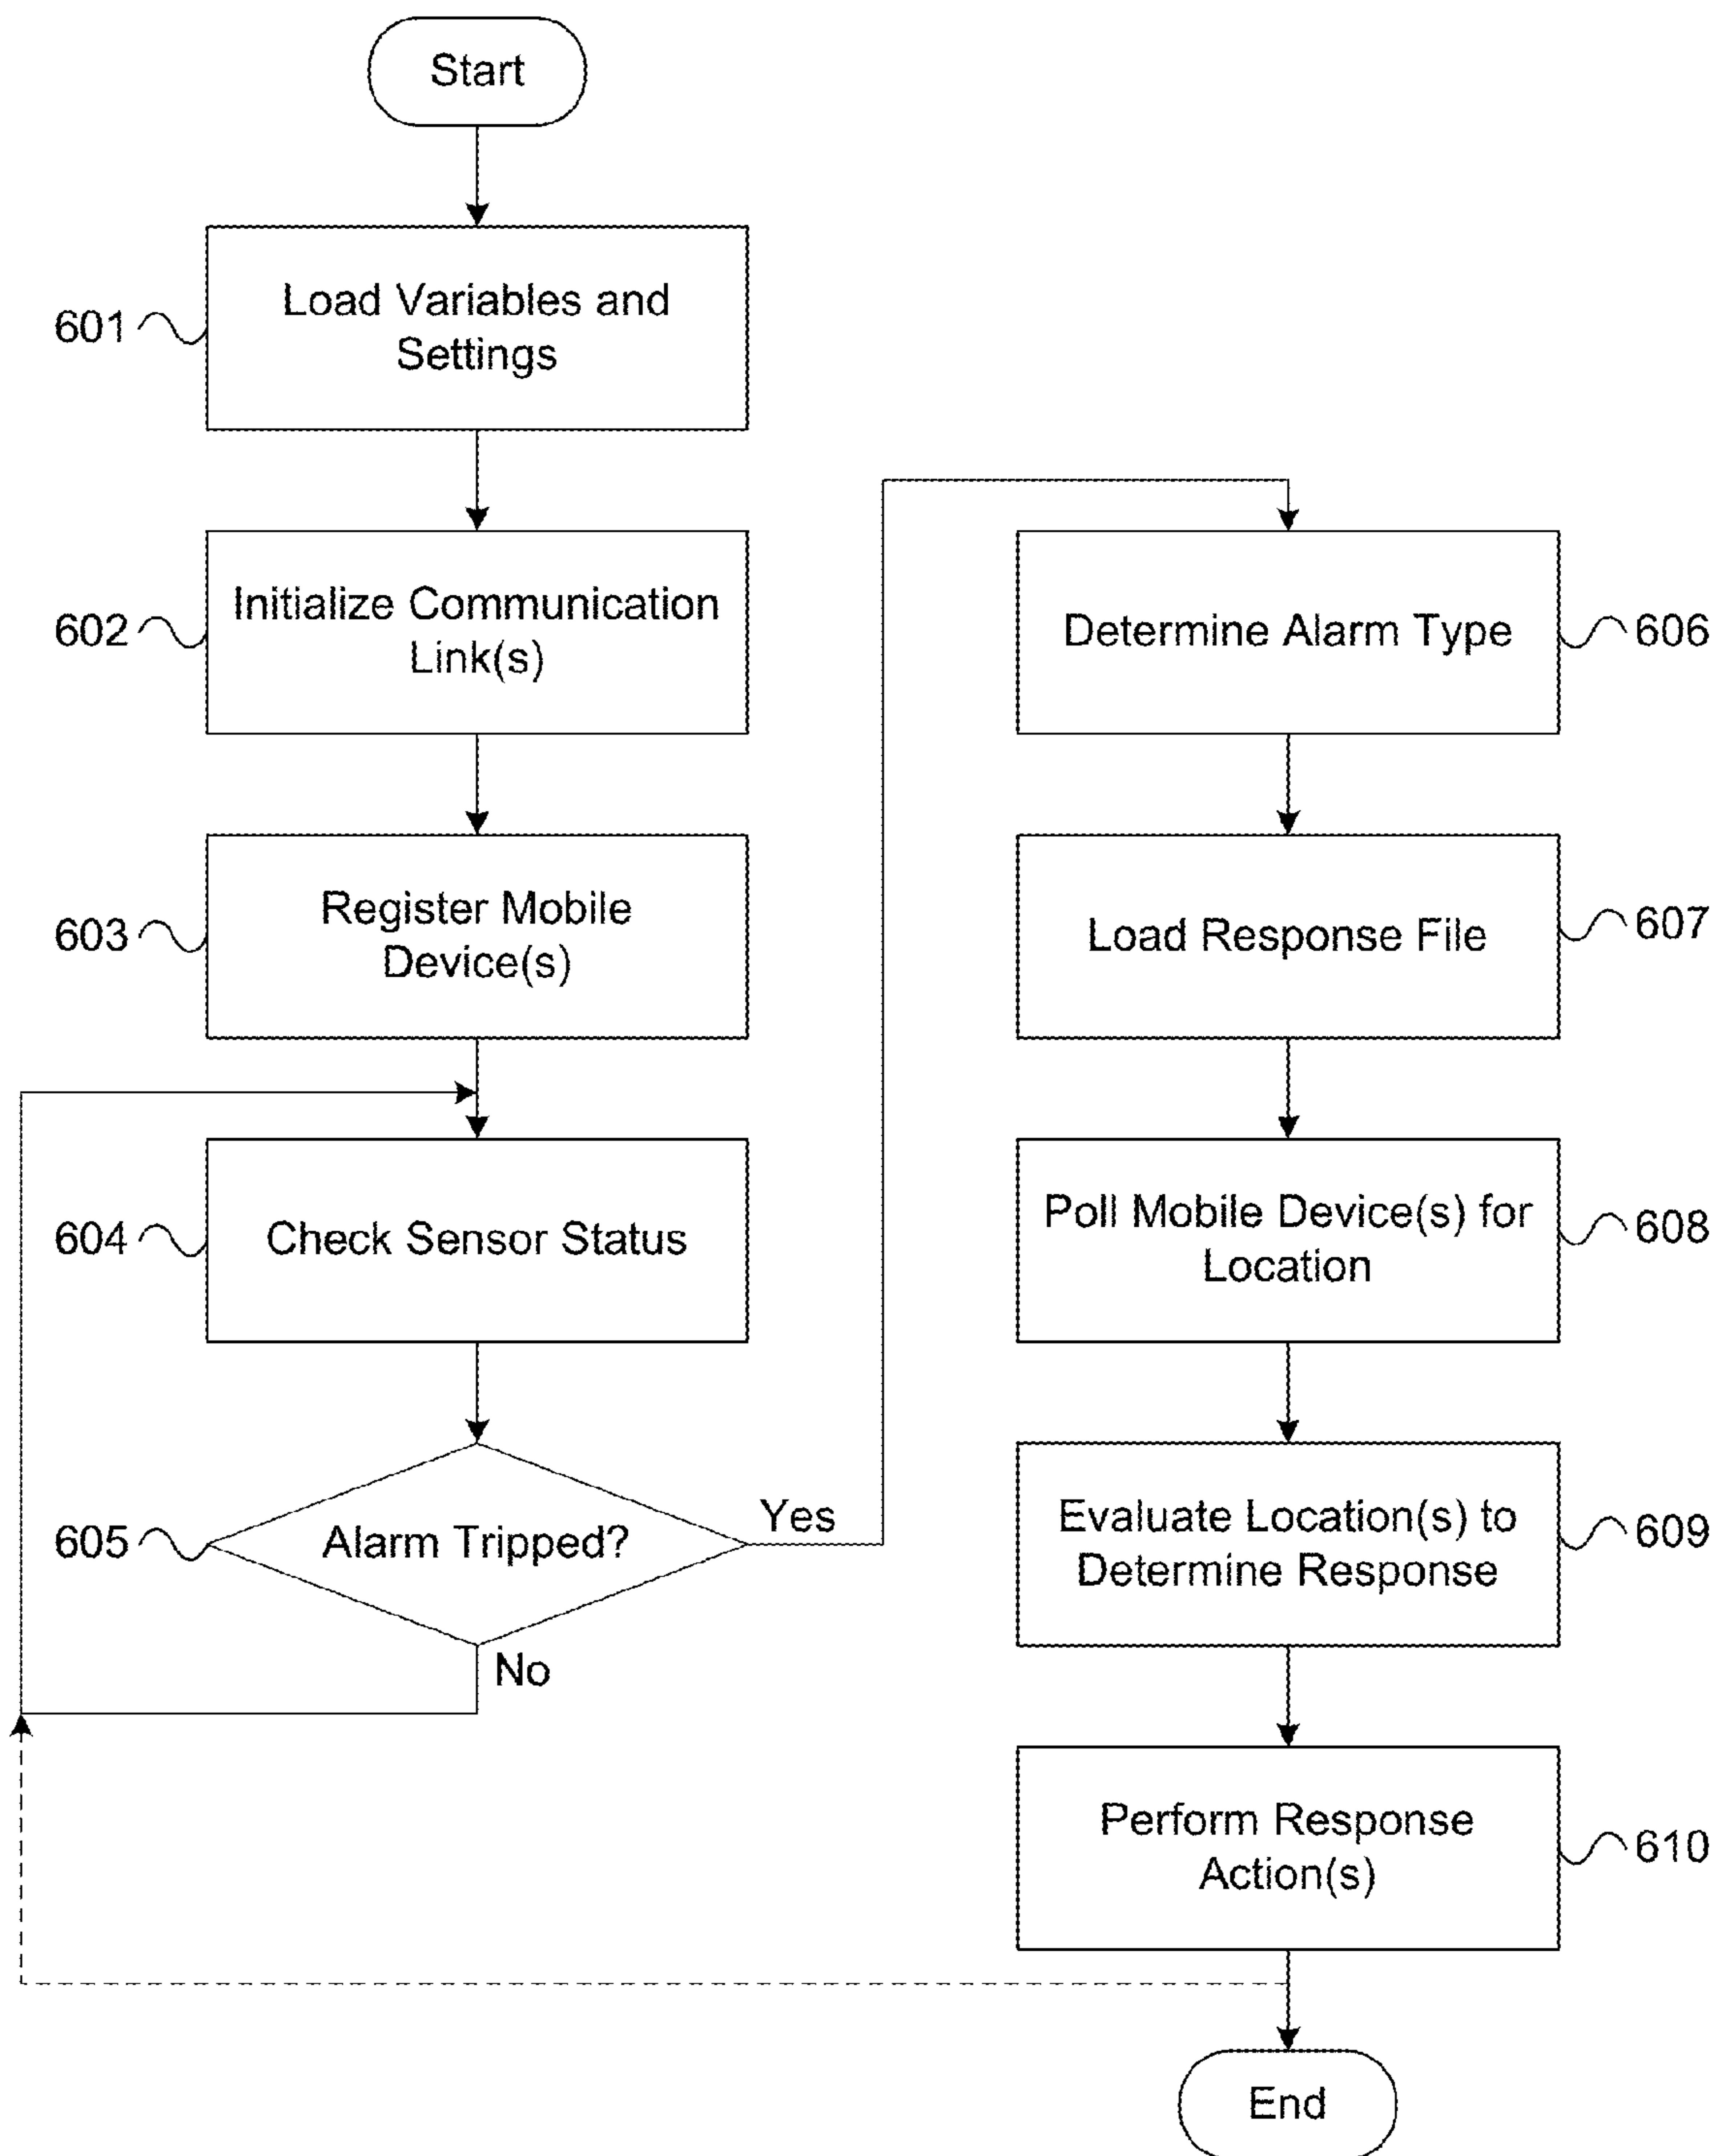 Start
601
Load Variables and
Settings
602
Initialize Communication
Link(s)
603
Register Mobile
Device(s)
604
Check Sensor Status
605
Alarm Tripped?
Yes
No
Determine Alarm Type
606
Load Response File
607
Poll Mobile Device(s) for
Location
608
Evaluate Location(s) to
Determine Response
609
Perform Response
Action(s)
610
End